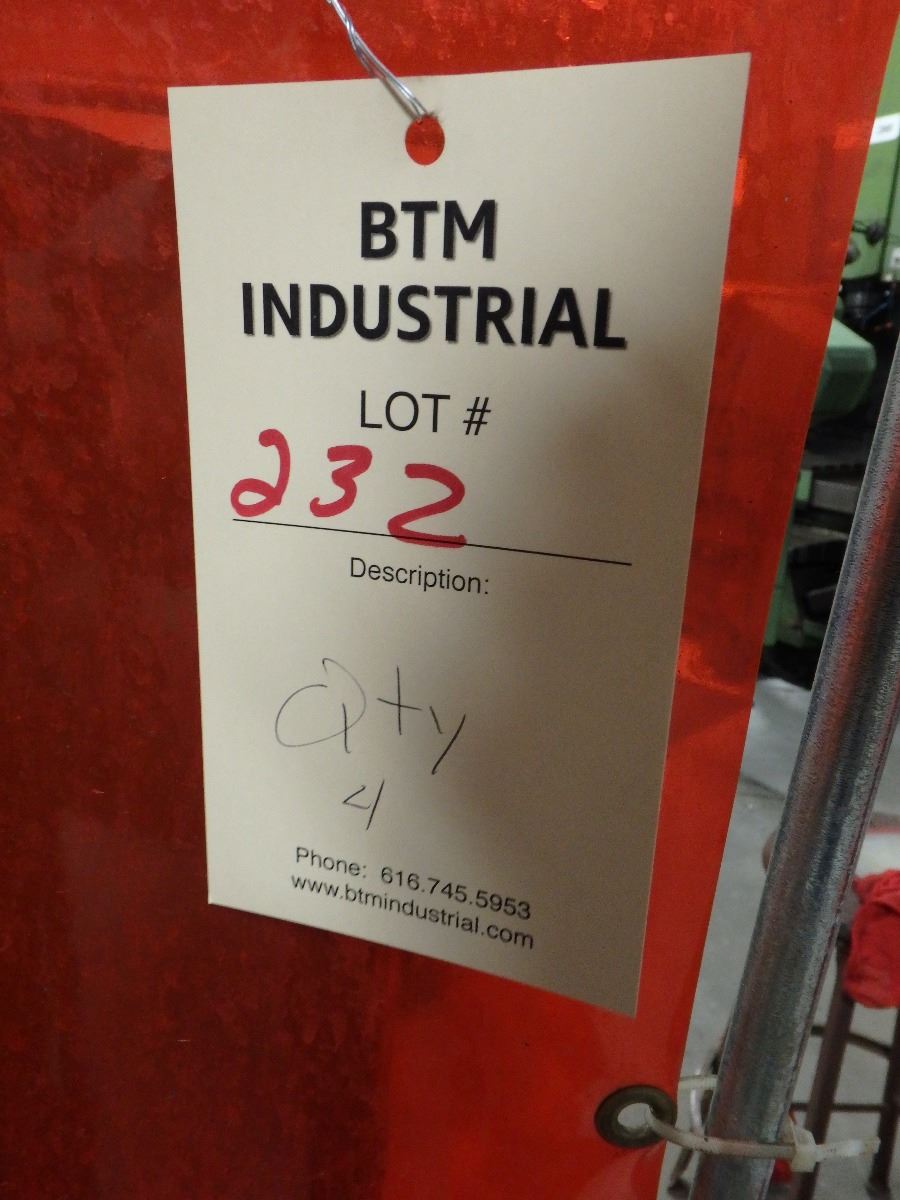 BTM
INDUSTRIAL
LOT #
232
Description:
Qty
4
Phone: 616.745.5953
www.btmindustrial.com